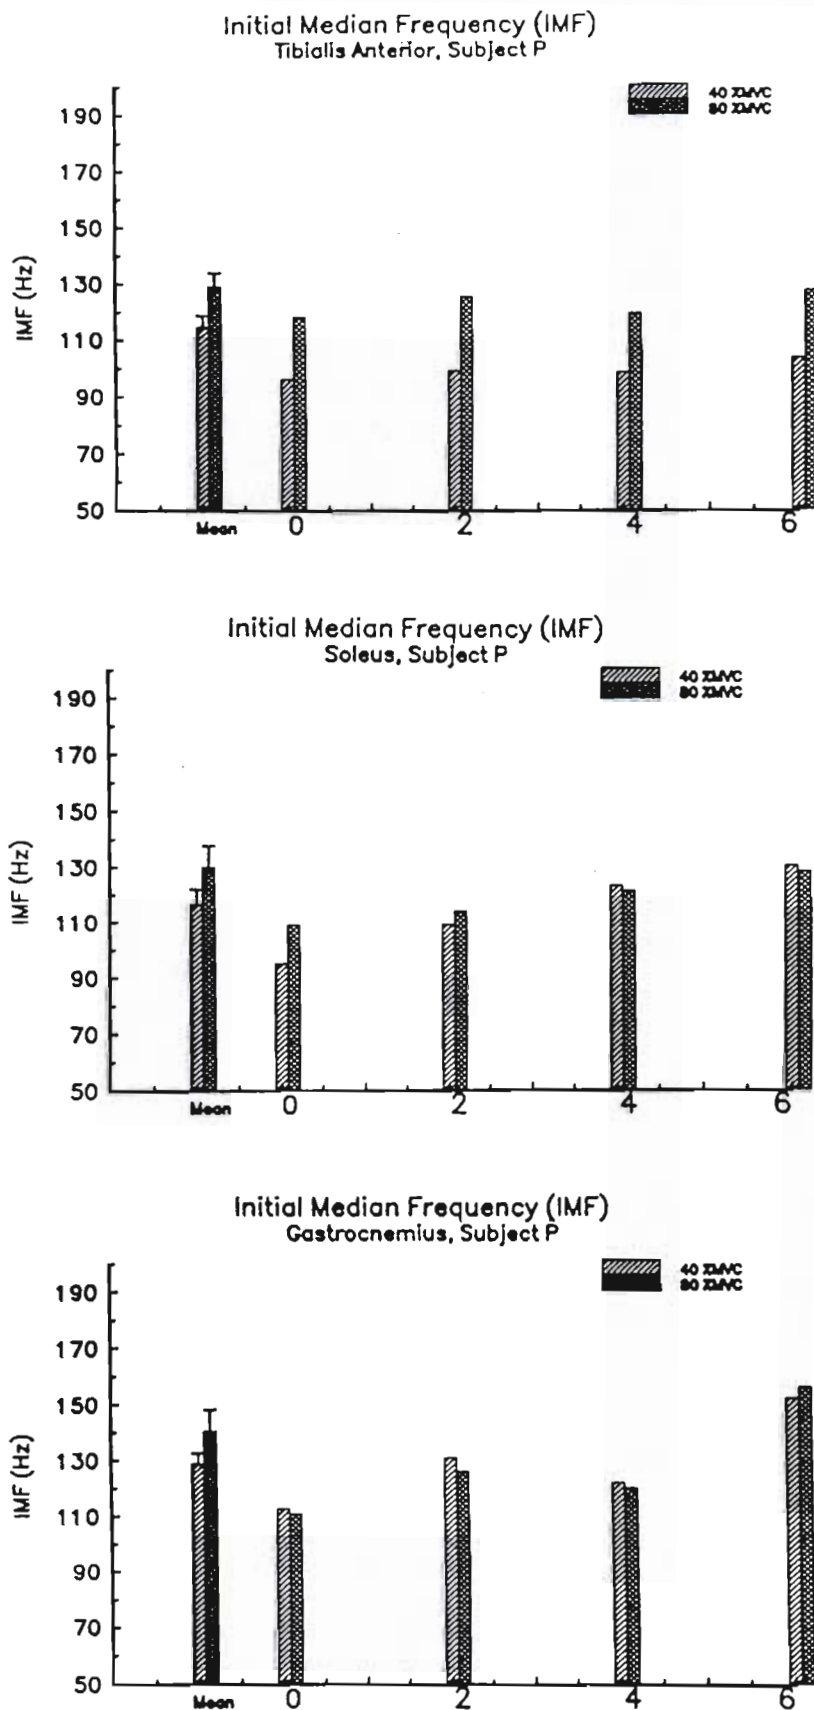 Initial Median Frequency (IMF)
Tibialis Anterior, Subject P
40 %MVC
80 %MVC
190
170
150
130
110
90
70
50
IMF (Hz)
Mean 0 2 4 6
Initial Median Frequency (IMF)
Soleus, Subject P
40 %MVC
80 %MVC
190
170
150
130
110
90
70
50
IMF (Hz)
Mean 0 2 4 6
Initial Median Frequency (IMF)
Gastrocnemius, Subject P
40 %MVC
80 %MVC
190
170
150
130
110
90
70
50
IMF (Hz)
Mean 0 2 4 6